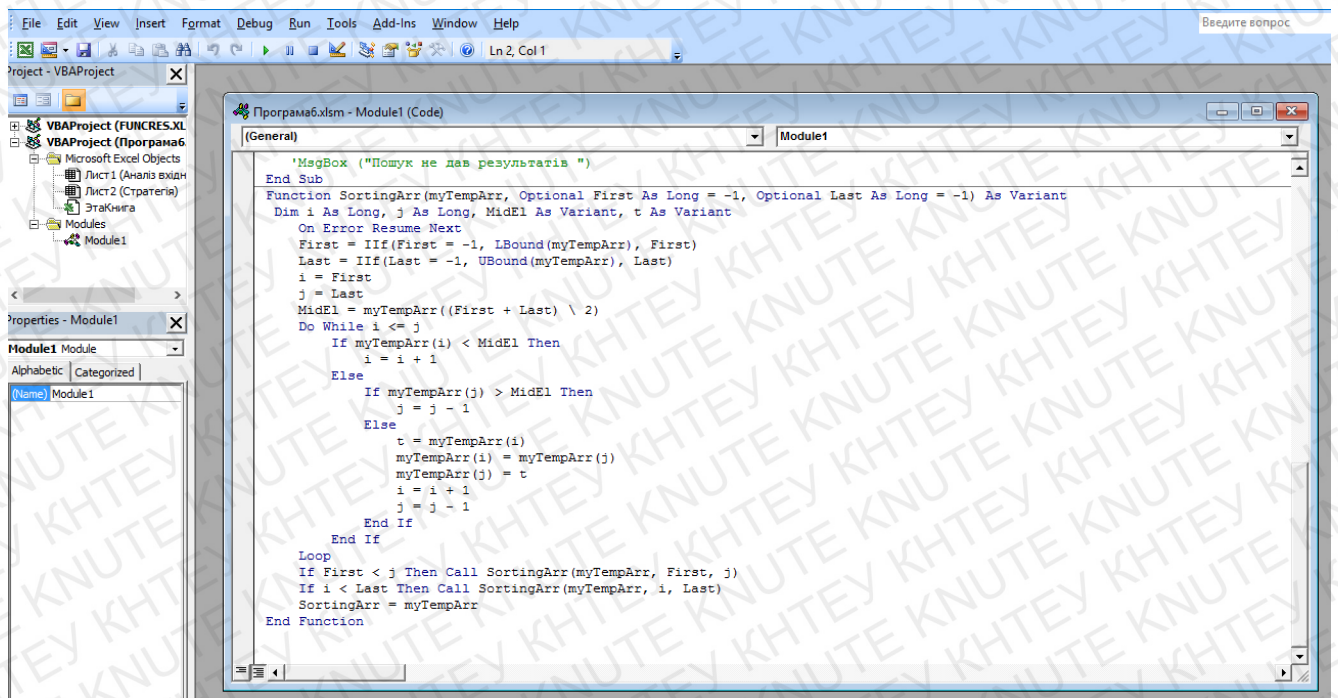 File Edit View Insert Format Debug Run Tools Add-Ins Window Help
Введите вопрос
Ln 2, Col 1
Project - VBAProject
VBAProject (FUNCRES.XL
VBAProject (Програма6.
Microsoft Excel Objects
Лист1 (Аналіз вхідн
Лист2 (Стратегія)
ЭтаКнига
Modules
Module1
Properties - Module1
Module1 Module
Alphabetic Categorized
(Name) Module1
Програма6.xlsm - Module1 (Code)
(General) Module1
'MsgBox ("Пошук не дав результатів ")
End Sub
Function SortingArr(myTempArr, Optional First As Long = -1, Optional Last As Long = -1) As Variant
Dim i As Long, j As Long, MidEl As Variant, t As Variant
On Error Resume Next
First = IIf(First = -1, LBound(myTempArr), First)
Last = IIf(Last = -1, UBound(myTempArr), Last)
i = First
j = Last
MidEl = myTempArr((First + Last) \ 2)
Do While i <= j
If myTempArr(i) < MidEl Then
i = i + 1
Else
If myTempArr(j) > MidEl Then
j = j - 1
Else
t = myTempArr(i)
myTempArr(i) = myTempArr(j)
myTempArr(j) = t
i = i + 1
j = j - 1
End If
End If
Loop
If First < j Then Call SortingArr(myTempArr, First, j)
If i < Last Then Call SortingArr(myTempArr, i, Last)
SortingArr = myTempArr
End Function